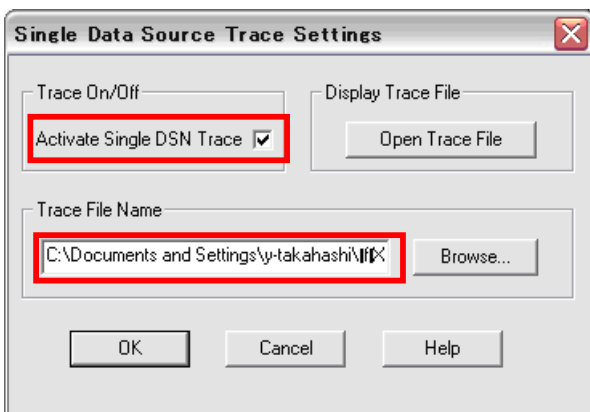 Single Data Source Trace Settings
Trace On/Off
Activate Single DSN Trace
Display Trace File
Open Trace File
Trace File Name
C:\Documents and Settings\y-takahashi\
Browse...
OK
Cancel
Help